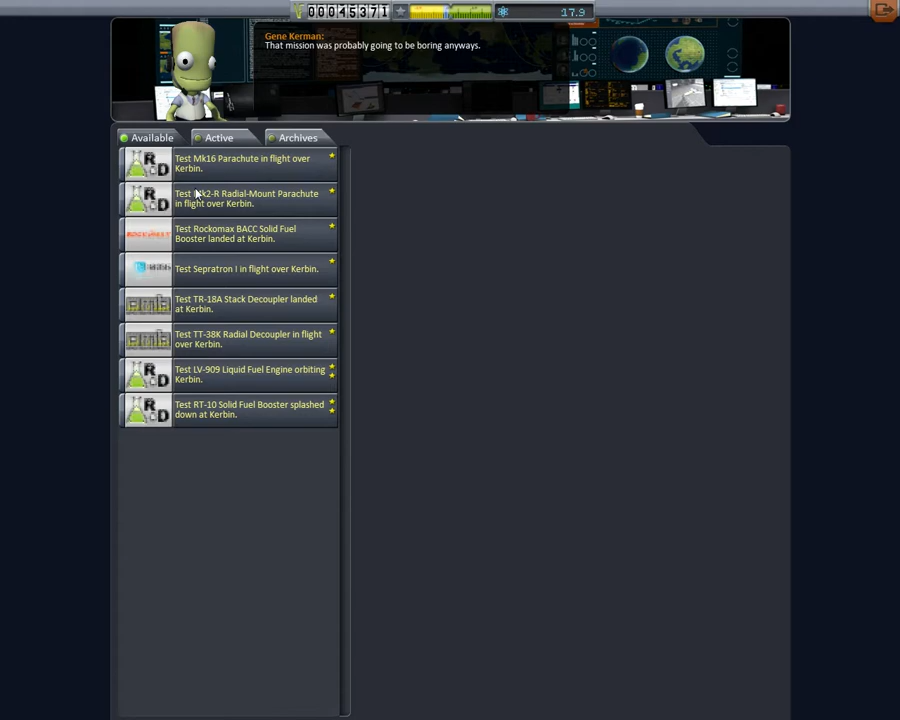 00045371
17.9
Gene Kerman:
That mission was probably going to be boring anyways.
Available
Active
Archives
R D
Test Mk16 Parachute in flight over
Kerbin.
R D
Test Mk2-R Radial-Mount Parachute
in flight over Kerbin.
Test Rockomax BACC Solid Fuel
Booster landed at Kerbin.
Test Sepratron I in flight over Kerbin.
Test TR-18A Stack Decoupler landed
at Kerbin.
Test TT-38K Radial Decoupler in flight
over Kerbin.
R D
Test LV-909 Liquid Fuel Engine orbiting
Kerbin.
R D
Test RT-10 Solid Fuel Booster splashed
down at Kerbin.